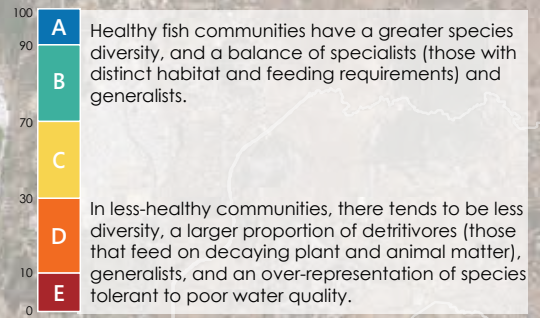 100
A
Healthy fish communities have a greater species
90
diversity, and a balance of specialists (those with
distinct habitat and feeding requirements) and
B
generalists.
70
C
30
In less-healthy communities, there tends to be less
diversity, a larger proportion of detritivores (those
D
that feed on decaying plant and animal matter),
10
generalists, and an over-representation of species
E
tolerant to poor water quality.
0